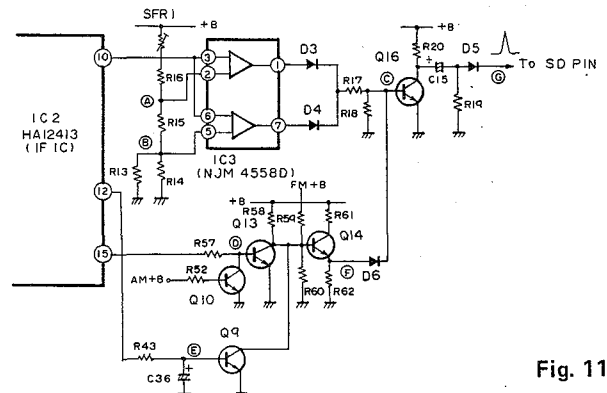 SFR1
+B
+B
R20
D5
Q16
C15
+
R19
TO SD PIN
G
10
3
2
1
D3
R16
A
R17
C
IC2
HA12413
(IF IC)
R15
6
5
7
D4
R18
B
R13
R14
IC3
(NJM 4558D)
FM+B
+B
12
R58
R59
R61
Q13
Q14
15
R57
D
F
D6
AM+B
R52
R60
R62
Q10
Q9
R43
E
+
C36
Fig. 11